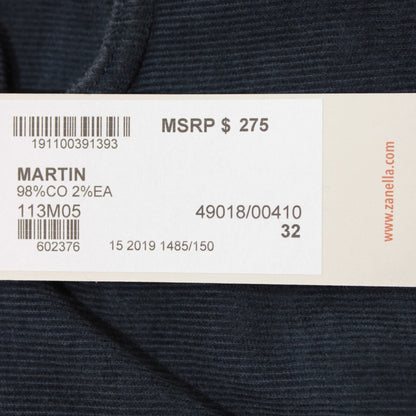 MSRP $ 275
191100391393
MARTIN
98%CO 2%EA
113M05 49018/00410
32
602376 15 2019 1485/150
www.zanella.com